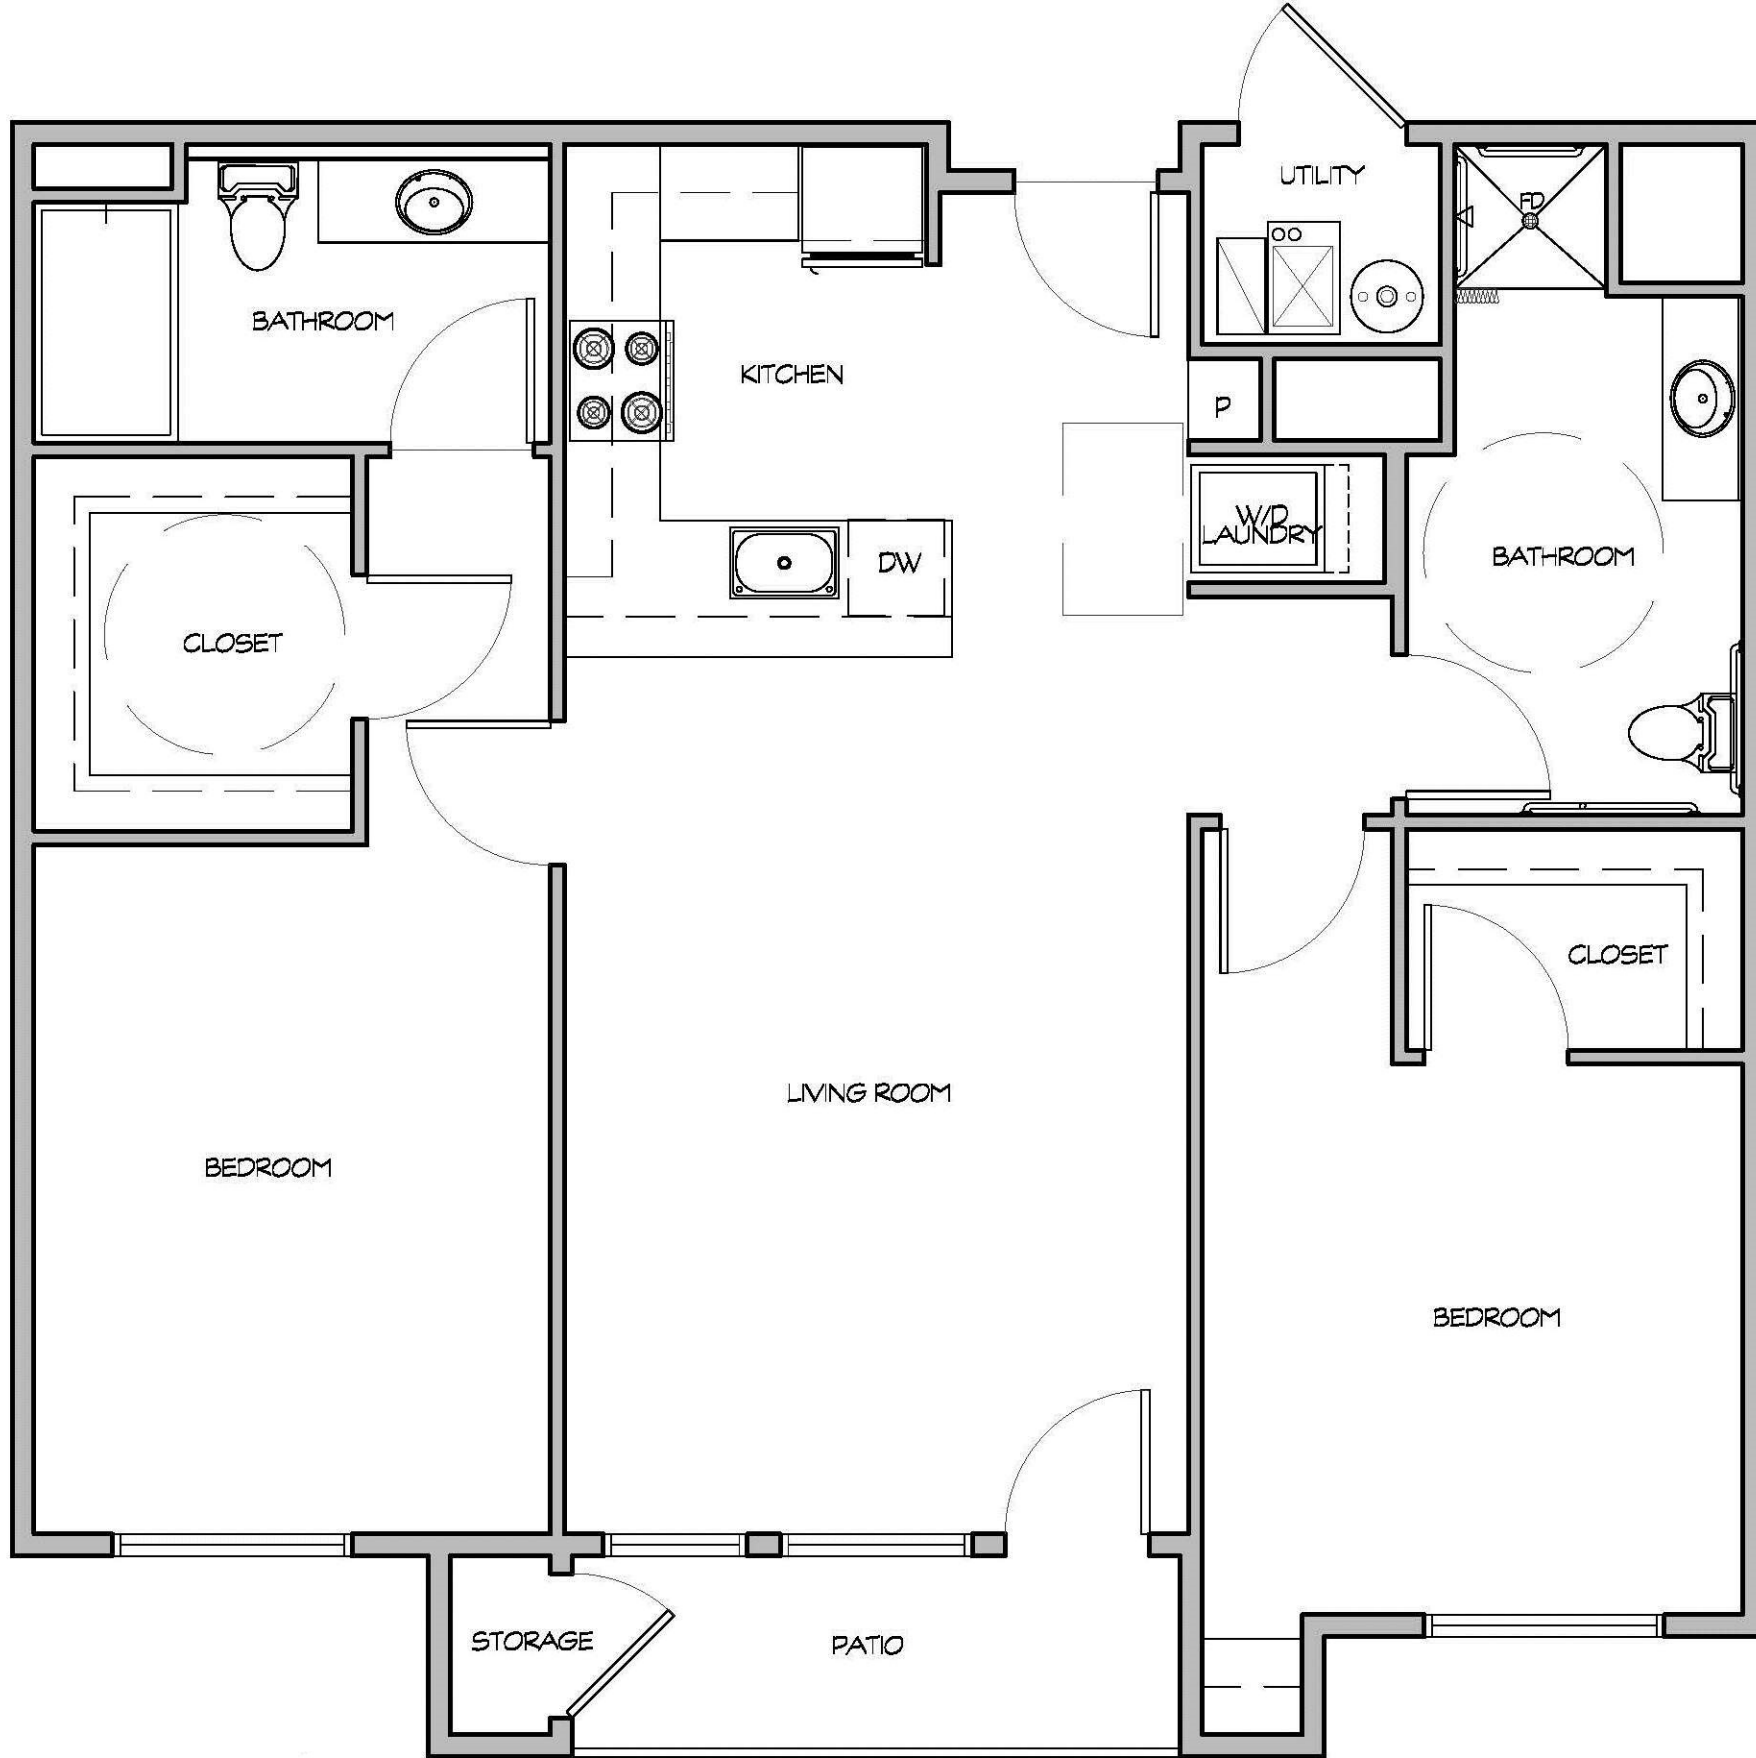 UTILITY
FD
BATHROOM
KITCHEN
P
W/D
LAUNDRY
DW
BATHROOM
CLOSET
CLOSET
LIVING ROOM
BEDROOM
BEDROOM
STORAGE
PATIO